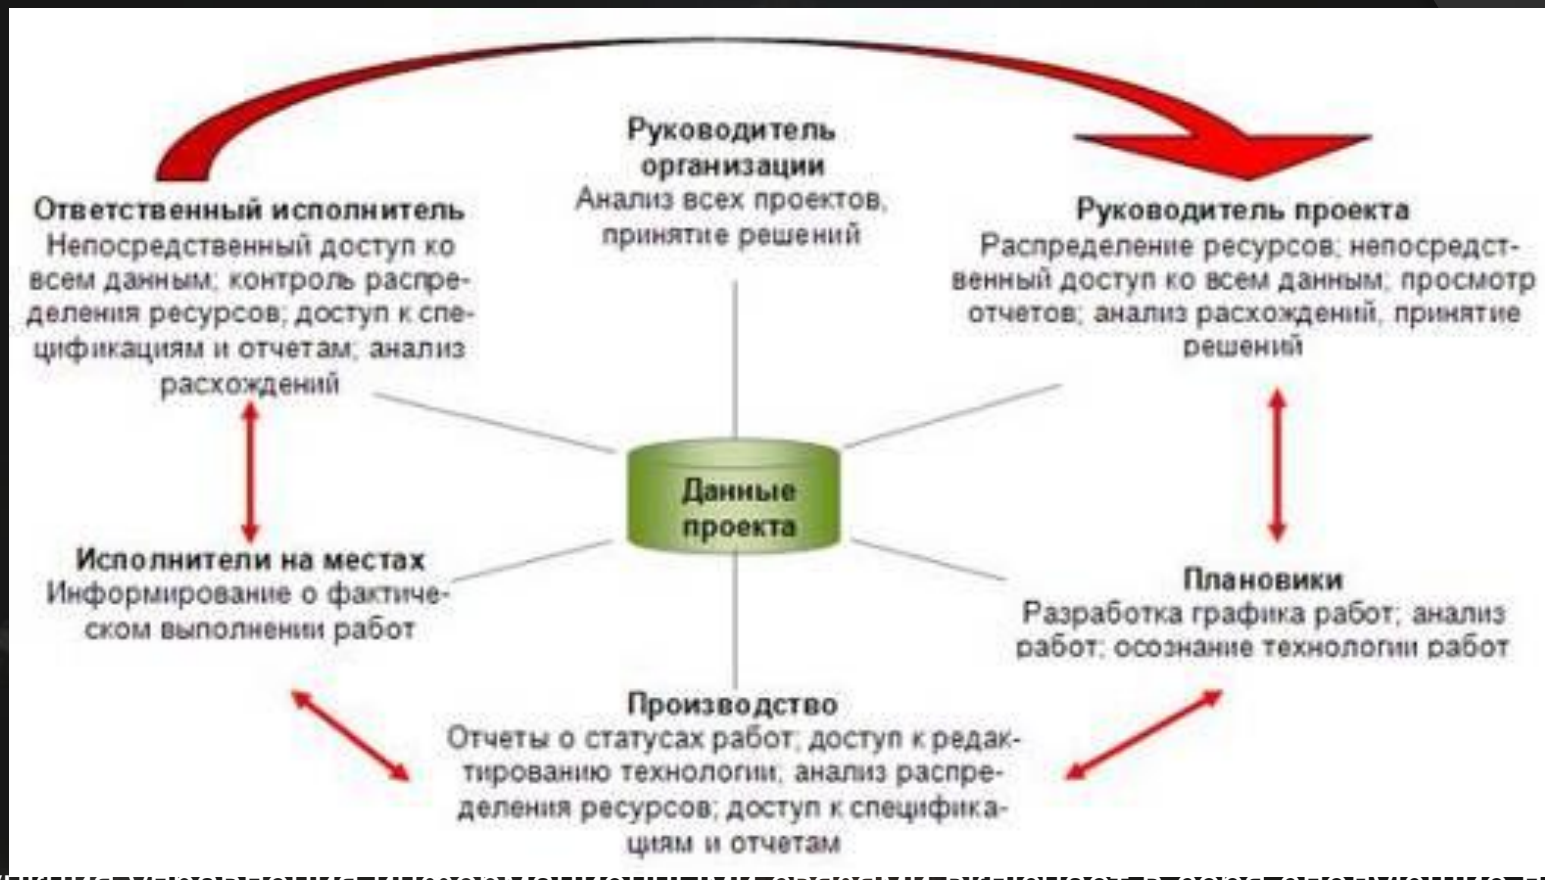 Руководитель
организации
Анализ всех проектов,
принятие решений
Ответственный исполнитель
Непосредственный доступ ко
всем данным; контроль распре-
деления ресурсов; доступ к спе-
цификациям и отчетам; анализ
расхождений
Руководитель проекта
Распределение ресурсов; непосредст-
венный доступ ко всем данным; просмотр
отчетов; анализ расхождений, принятие
решений
Данные
проекта
Исполнители на местах
Информирование о фактиче-
ском выполнении работ
Плановики
Разработка графика работ; анализ
работ; осознание технологии работ
Производство
Отчеты о статусах работ; доступ к редак-
тированию технологии; анализ распре-
деления ресурсов; доступ к специфика-
циям и отчетам